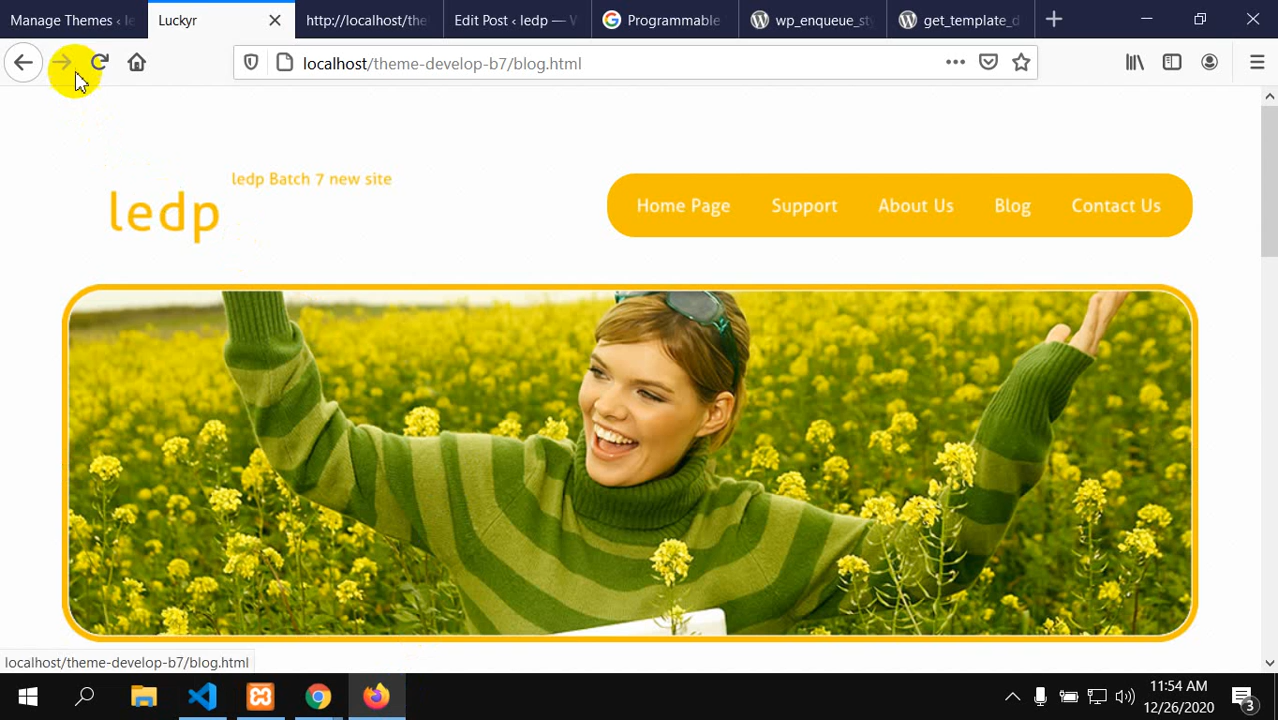 Manage Themes ‹ le
Luckyr
http://localhost/the
Edit Post ‹ ledp — W
Programmable
wp_enqueue_sty
get_template_d
localhost/theme-develop-b7/blog.html
ledp Batch 7 new site
ledp
Home Page Support About Us Blog Contact Us
localhost/theme-develop-b7/blog.html
11:54 AM
12/26/2020
3